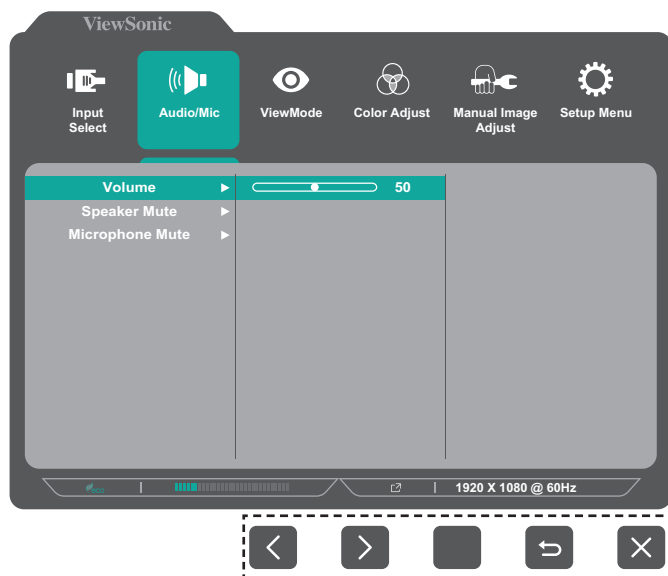 ViewSonic
Input
Select
Audio/Mic
ViewMode
Color Adjust
Manual Image
Adjust
Setup Menu
Volume 50
Speaker Mute
Microphone Mute
eco
1920 X 1080 @ 60Hz